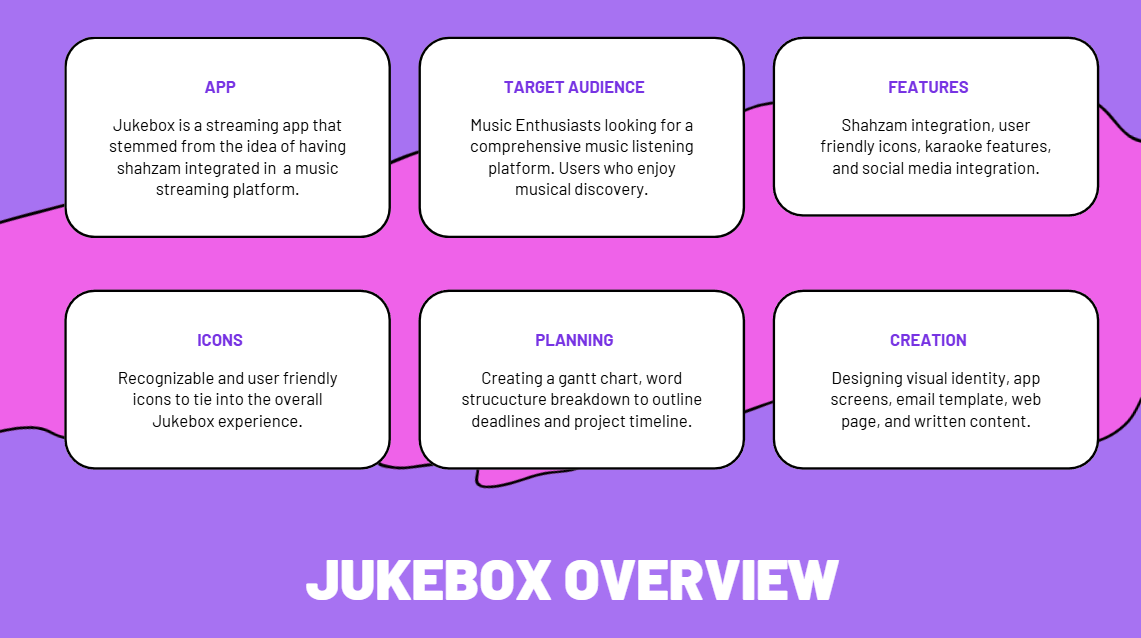 APP
Jukebox is a streaming app that
stemmed from the idea of having
shahzam integrated in  a music
streaming platform.
TARGET AUDIENCE
Music Enthusiasts looking for a
comprehensive music listening
platform. Users who enjoy
musical discovery.
FEATURES
Shahzam integration, user
friendly icons, karaoke features,
and social media integration.
ICONS
Recognizable and user friendly
icons to tie into the overall
Jukebox experience.
PLANNING
Creating a gantt chart, word
strucucture breakdown to outline
deadlines and project timeline.
CREATION
Designing visual identity, app
screens, email template, web
page, and written content.
JUKEBOX OVERVIEW